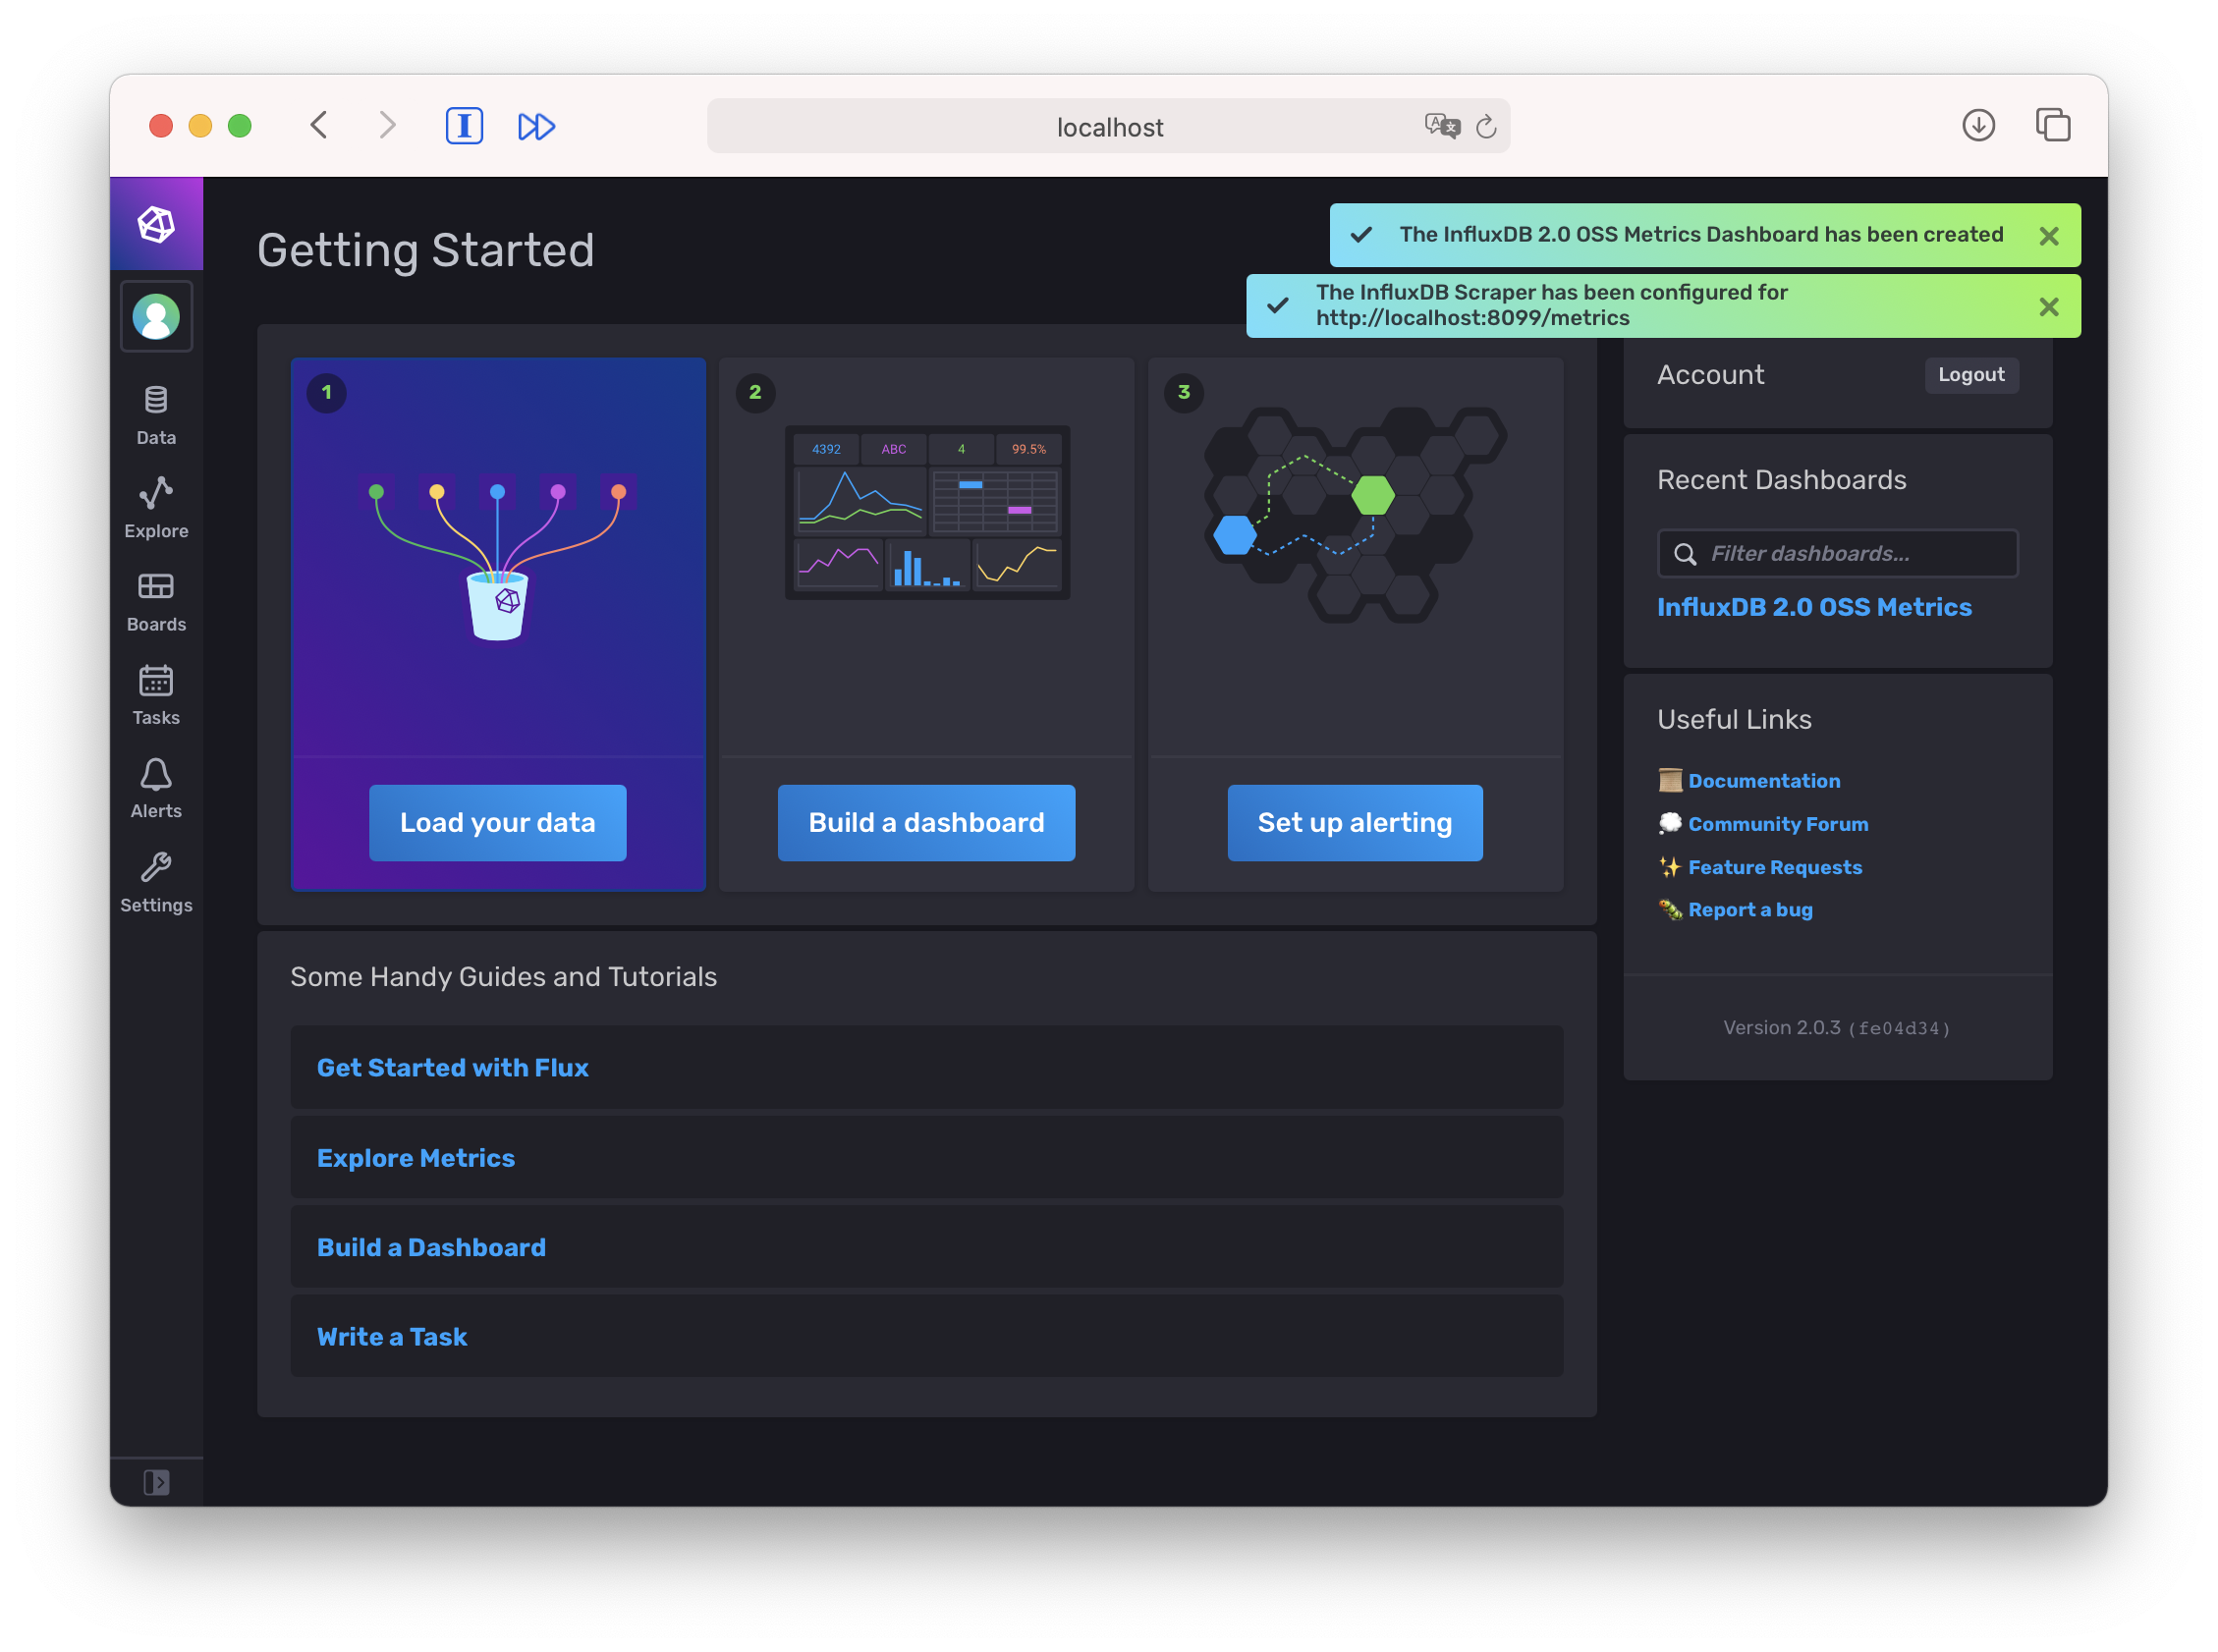 localhost
Getting Started
The InfluxDB 2.0 OSS Metrics Dashboard has been created
The InfluxDB Scraper has been configured for
http://localhost:8099/metrics
Data
Explore
Boards
Tasks
Alerts
Settings
1
Load your data
2
4392
ABC
4
99.5%
Build a dashboard
3
Set up alerting
Account
Logout
Recent Dashboards
Filter dashboards...
InfluxDB 2.0 OSS Metrics
Useful Links
Documentation
Community Forum
Feature Requests
Report a bug
Version 2.0.3 (fe04d34)
Some Handy Guides and Tutorials
Get Started with Flux
Explore Metrics
Build a Dashboard
Write a Task